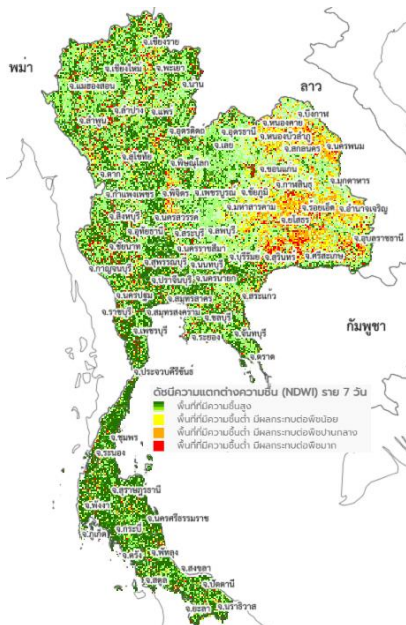 พม่า
ลาว
กัมพูชา
จ.เชียงราย
จ.เชียงใหม่
จ.พะเยา
จ.แม่ฮ่องสอน
จ.น่าน
จ.ลำปาง
จ.แพร่
จ.ลำพูน
จ.อุตรดิตถ์
จ.อุดรธานี
จ.เลย
จ.บึงกาฬ
จ.หนองคาย
จ.หนองบัวลำภู
จ.นครพนม
จ.สกลนคร
จ.สุโขทัย
จ.พิษณุโลก
จ.ขอนแก่น
จ.ตาก
จ.กาฬสินธุ์
จ.มุกดาหาร
จ.กำแพงเพชร
จ.พิจิตร
จ.เพชรบูรณ์
จ.ชัยภูมิ
จ.มหาสารคาม
จ.ร้อยเอ็ด
จ.อำนาจเจริญ
จ.สิงห์บุรี
จ.นครสวรรค์
จ.ยโสธร
จ.อุทัยธานี
จ.สระบุรี
จ.ลพบุรี
จ.อุบลราชธานี
จ.ชัยนาท
จ.นครราชสีมา
จ.บุรีรัมย์
จ.สุรินทร์
จ.ศรีสะเกษ
จ.สุพรรณบุรี
จ.นนทบุรี
จ.กาญจนบุรี
จ.ปราจีนบุรี
จ.นครนายก
จ.สระแก้ว
จ.นครปฐม
จ.สมุทรสาคร
จ.ราชบุรี
จ.สมุทรสงคราม
จ.ชลบุรี
จ.เพชรบุรี
จ.ระยอง
จ.จันทบุรี
จ.ตราด
จ.ประจวบคีรีขันธ์
ดัชนีความแตกต่างความชื้น (NDWI) ราย 7 วัน
พื้นที่ที่มีความชื้นสูง
พื้นที่ที่มีความชื้นต่ำ มีผลกระทบต่อพืชน้อย
พื้นที่ที่มีความชื้นต่ำ มีผลกระทบต่อพืชปานกลาง
พื้นที่ที่มีความชื้นต่ำ มีผลกระทบต่อพืชมาก
จ.ชุมพร
จ.ระนอง
จ.สุราษฎร์ธานี
จ.พังงา
จ.นครศรีธรรมราช
จ.กระบี่
จ.ภูเก็ต
จ.ตรัง
จ.พัทลุง
จ.สงขลา
จ.สตูล
จ.ปัตตานี
จ.ยะลา
จ.นราธิวาส